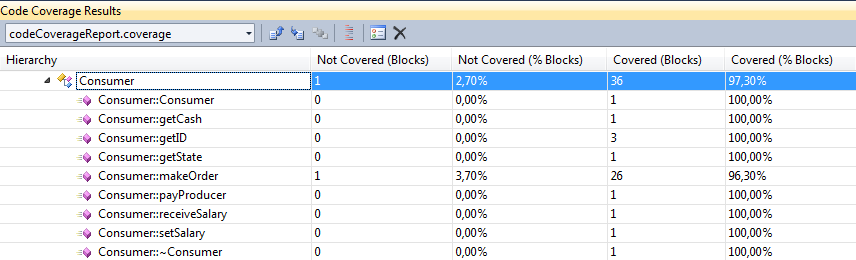 Code Coverage Results
codeCoverageReport.coverage
Hierarchy Not Covered (Blocks) Not Covered (% Blocks) Covered (Blocks) Covered (% Blocks)
Consumer 1 2,70% 36 97,30%
Consumer::Consumer 0 0,00% 1 100,00%
Consumer::getCash 0 0,00% 1 100,00%
Consumer::getID 0 0,00% 3 100,00%
Consumer::getState 0 0,00% 1 100,00%
Consumer::makeOrder 1 3,70% 26 96,30%
Consumer::payProducer 0 0,00% 1 100,00%
Consumer::receiveSalary 0 0,00% 1 100,00%
Consumer::setSalary 0 0,00% 1 100,00%
Consumer::~Consumer 0 0,00% 1 100,00%